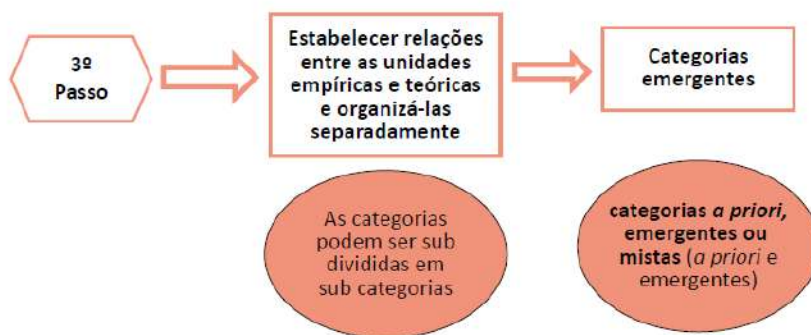 3º
Passo
Estabelecer relações
entre as unidades
empíricas e teóricas
e organizá-las
separadamente
Categorias
emergentes
As categorias
podem ser sub
divididas em
sub categorias
categorias a priori,
emergentes ou
mistas (a priori e
emergentes)